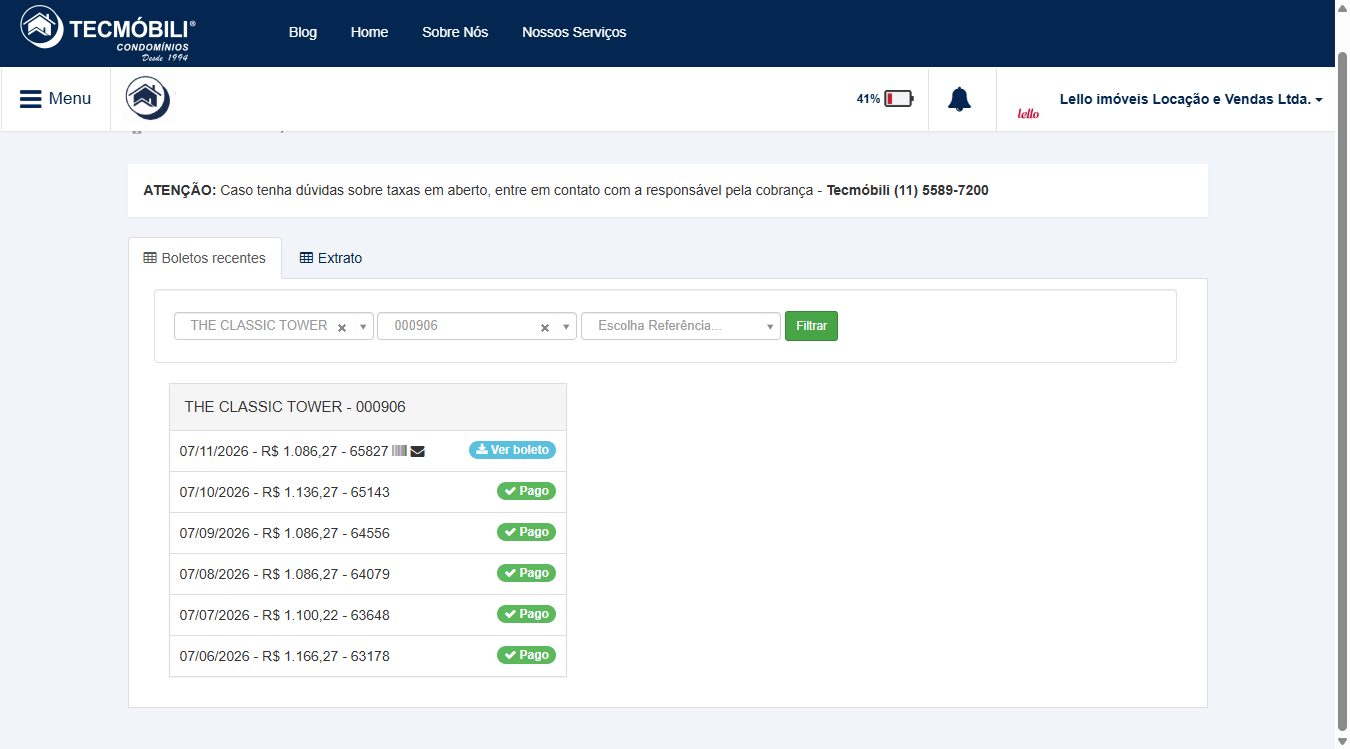 TECMÓBILI®
CONDOMÍNIOS
Desde 1994
Blog Home Sobre Nós Nossos Serviços
Menu
41%
lello
Lello imóveis Locação e Vendas Ltda.
ATENÇÃO: Caso tenha dúvidas sobre taxas em aberto, entre em contato com a responsável pela cobrança - Tecmóbili (11) 5589-7200
Boletos recentes Extrato
THE CLASSIC TOWER × 000906 × Escolha Referência... Filtrar
THE CLASSIC TOWER - 000906
07/11/2026 - R$ 1.086,27 - 65827 Ver boleto
07/10/2026 - R$ 1.136,27 - 65143 Pago
07/09/2026 - R$ 1.086,27 - 64556 Pago
07/08/2026 - R$ 1.086,27 - 64079 Pago
07/07/2026 - R$ 1.100,22 - 63648 Pago
07/06/2026 - R$ 1.166,27 - 63178 Pago